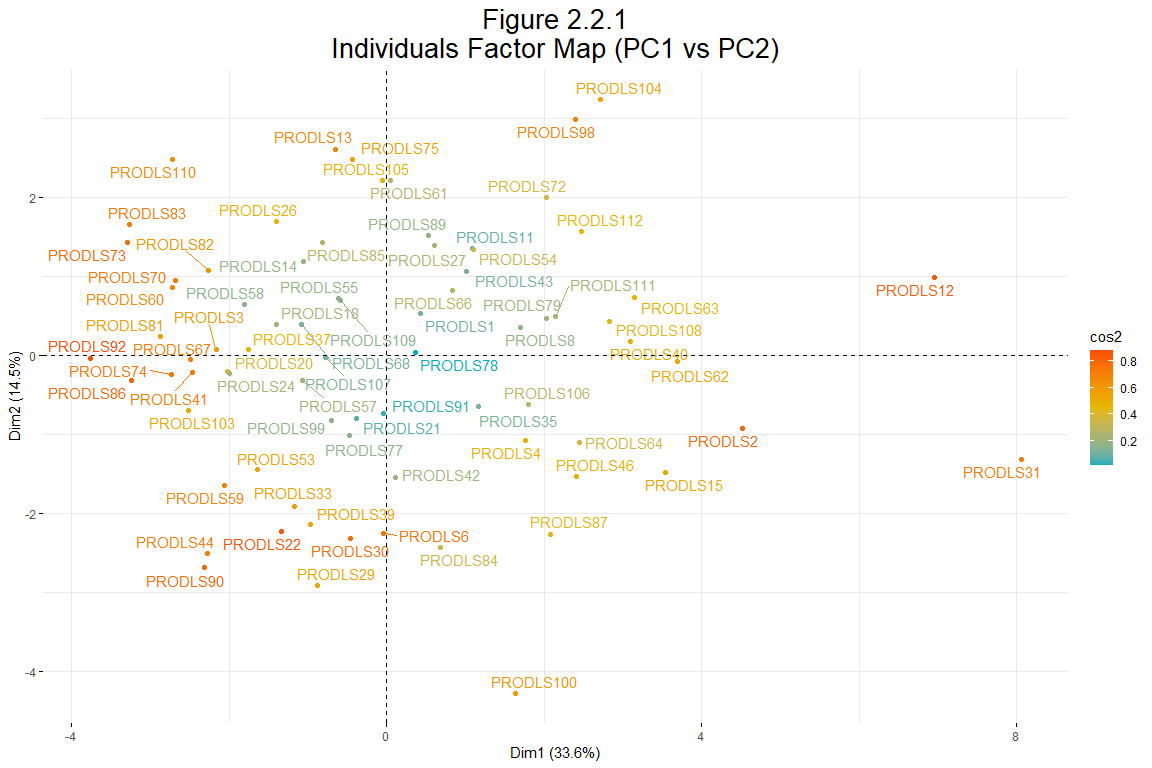 Figure 2.2.1
Individuals Factor Map (PC1 vs PC2)
PRODLS104
PRODLS98
PRODLS13
PRODLS75
PRODLS110
PRODLS105
PRODLS72
PRODLS61
2
PRODLS83
PRODLS26
PRODLS112
PRODLS89
PRODLS11
PRODLS82
PRODLS73
PRODLS85
PRODLS27
PRODLS54
PRODLS14
PRODLS70
PRODLS43
PRODLS111
PRODLS12
PRODLS55
PRODLS58
PRODLS60
PRODLS66
PRODLS79
PRODLS63
PRODLS3
PRODLS18
PRODLS81
PRODLS1
PRODLS108
cos2
PRODLS37
PRODLS109
PRODLS8
PRODLS92
PRODLS67
PRODLS40
0
0.8
PRODLS20
PRODLS68
PRODLS78
PRODLS74
PRODLS62
PRODLS24
PRODLS107
0.6
PRODLS86
PRODLS41
PRODLS106
PRODLS57
PRODLS91
0.4
PRODLS103
PRODLS99
PRODLS21
PRODLS35
0.2
PRODLS77
PRODLS64
PRODLS2
PRODLS4
PRODLS53
PRODLS46
PRODLS31
PRODLS42
PRODLS15
PRODLS59
PRODLS33
-2
PRODLS39
PRODLS87
PRODLS6
PRODLS44
PRODLS22
PRODLS30
PRODLS84
PRODLS90
PRODLS29
-4
PRODLS100
-4
0
4
8
Dim1 (33.6%)
Dim2 (14.5%)